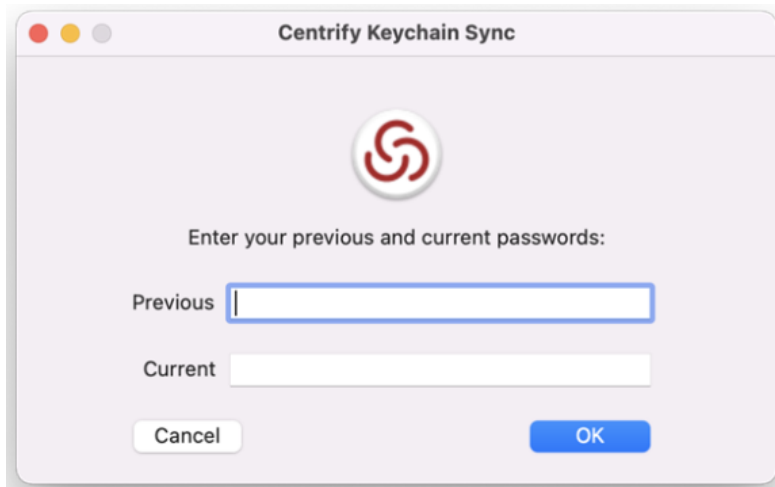 Centrify Keychain Sync
Enter your previous and current passwords:
Previous
Current
Cancel
OK